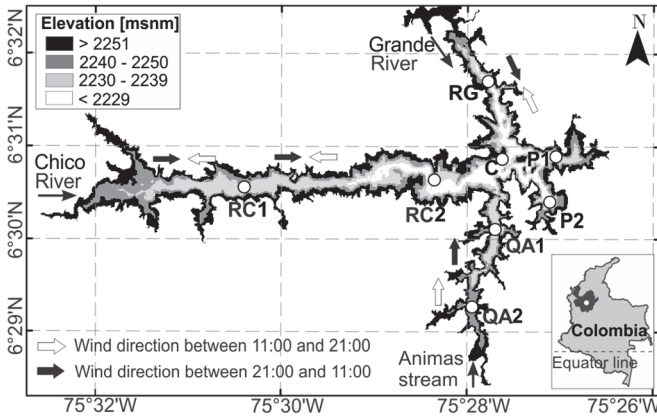 Elevation [msnm]
> 2251
2240 - 2250
2230 - 2239
< 2229
Grande
River
N
RG
Chico
River
C
P1
RC1
RC2
P2
QA1
QA2
Colombia
Equator line
Wind direction between 11:00 and 21:00
Wind direction between 21:00 and 11:00
Animas
stream
6°32'N
6°31'N
6°30'N
6°29'N
75°32'W
75°30'W
75°28'W
75°26'W